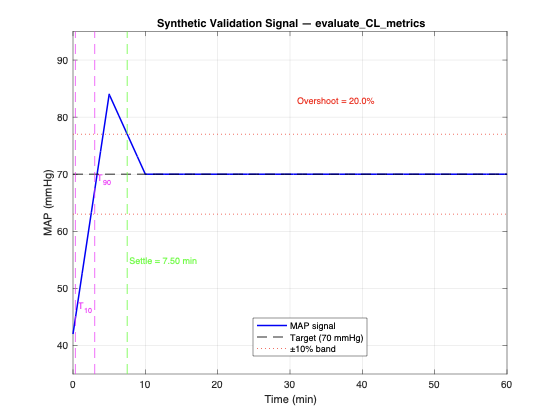 Synthetic Validation Signal — evaluate_CL_metrics
90
80
70
60
50
40
MAP (mmHg)
Overshoot = 20.0%
T90
Settle = 7.50 min
T10
MAP signal
Target (70 mmHg)
±10% band
0 10 20 30 40 50 60
Time (min)